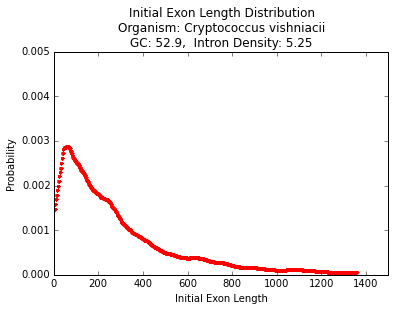 Initial Exon Length Distribution
Organism: Cryptococcus vishniacii
GC: 52.9,  Intron Density: 5.25
0.005
0.004
0.003
0.002
0.001
0.000
Probability
0 200 400 600 800 1000 1200 1400
Initial Exon Length